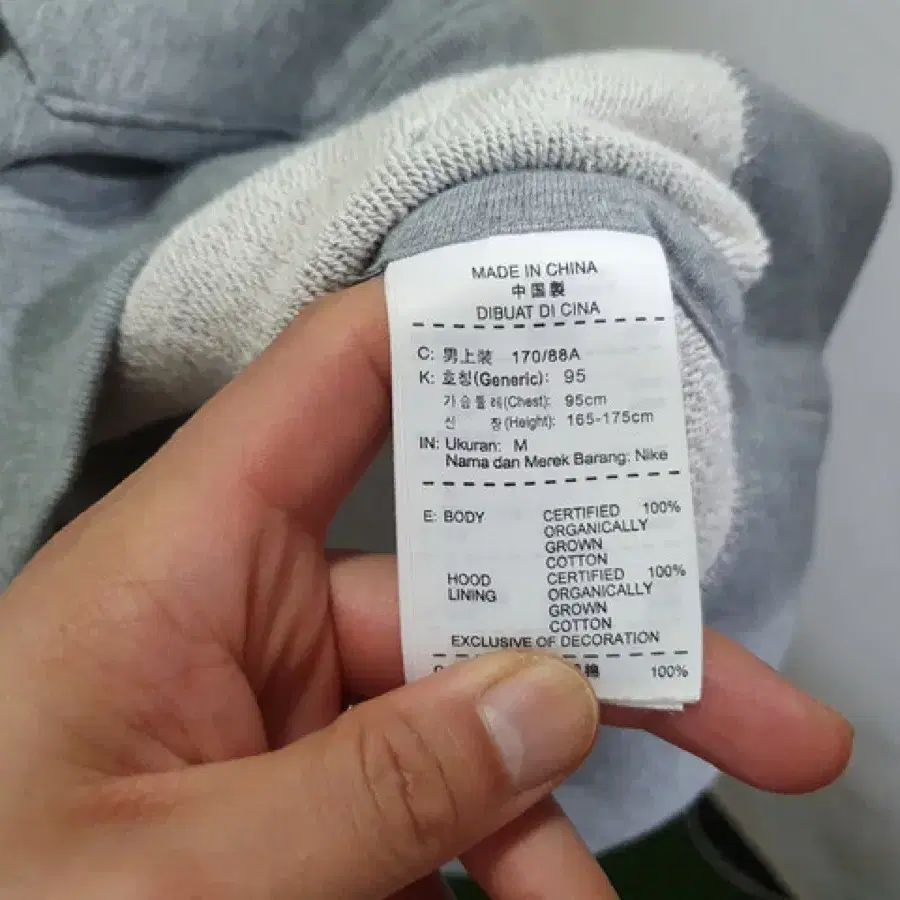 MADE IN CHINA
中国製
DIBUAT DI CINA
C: 男上装 170/88A
K: 호칭(Generic): 95
가슴둘레(Chest): 95cm
신 장(Height): 165-175cm
IN: Ukuran: M
Nama dan Merek Barang: Nike
E: BODY CERTIFIED 100%
ORGANICALLY
GROWN
COTTON
HOOD CERTIFIED 100%
LINING ORGANICALLY
GROWN
COTTON
EXCLUSIVE OF DECORATION
棉 100%